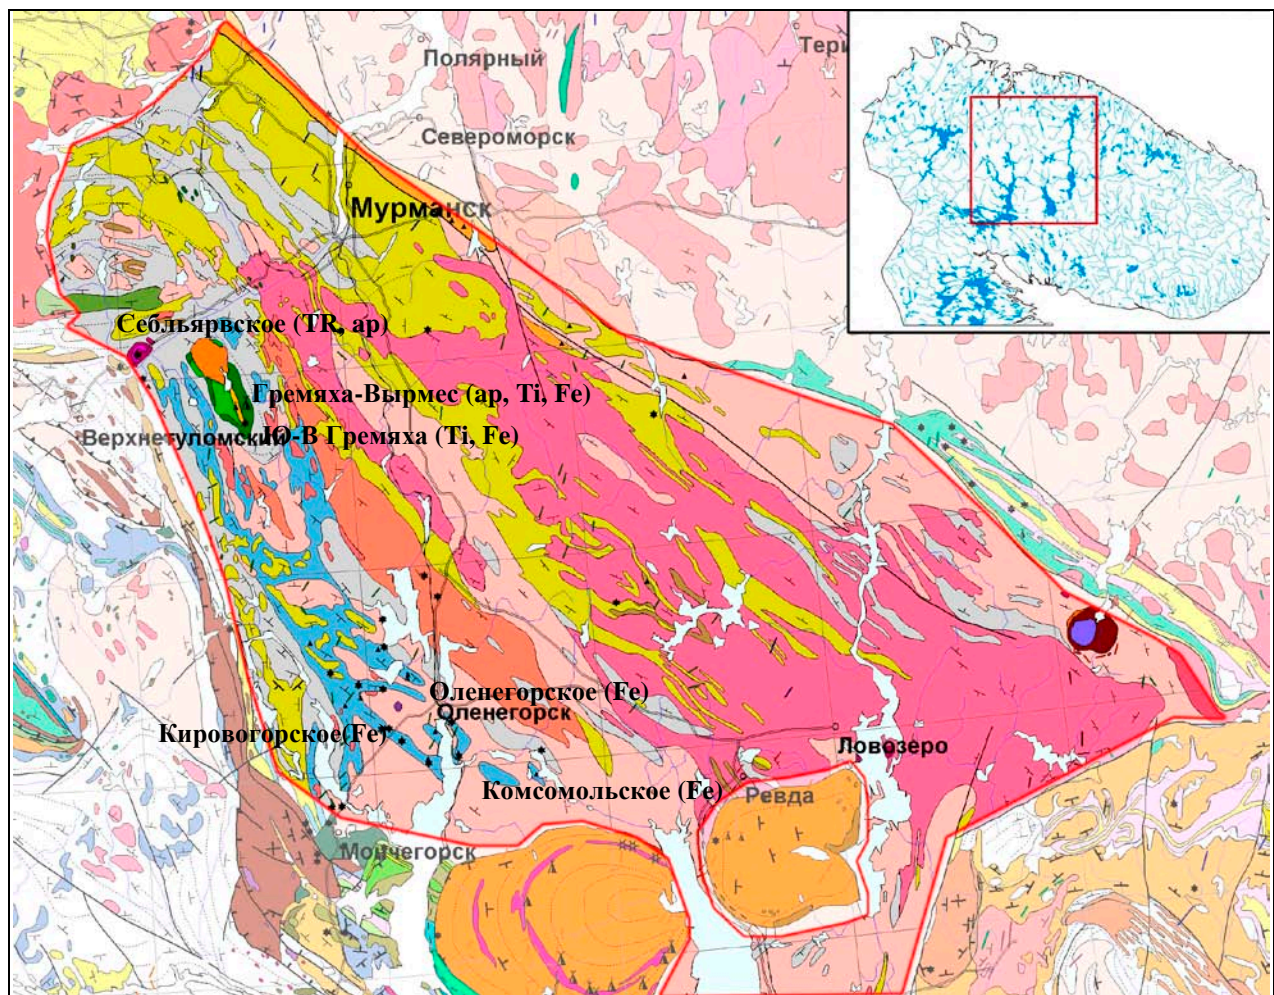 Полярный
Тери
Североморск
Мурманск
Себльярвское (TR, ap)
Гремяха-Вырмес (ap, Ti, Fe)
Ю-В Гремяха (Ti, Fe)
Верхнетуломский
Оленегорское (Fe)
Оленегорск
Кировогорское(Fe)
Ловозеро
Комсомольское (Fe)
Ревда
Мончегорск